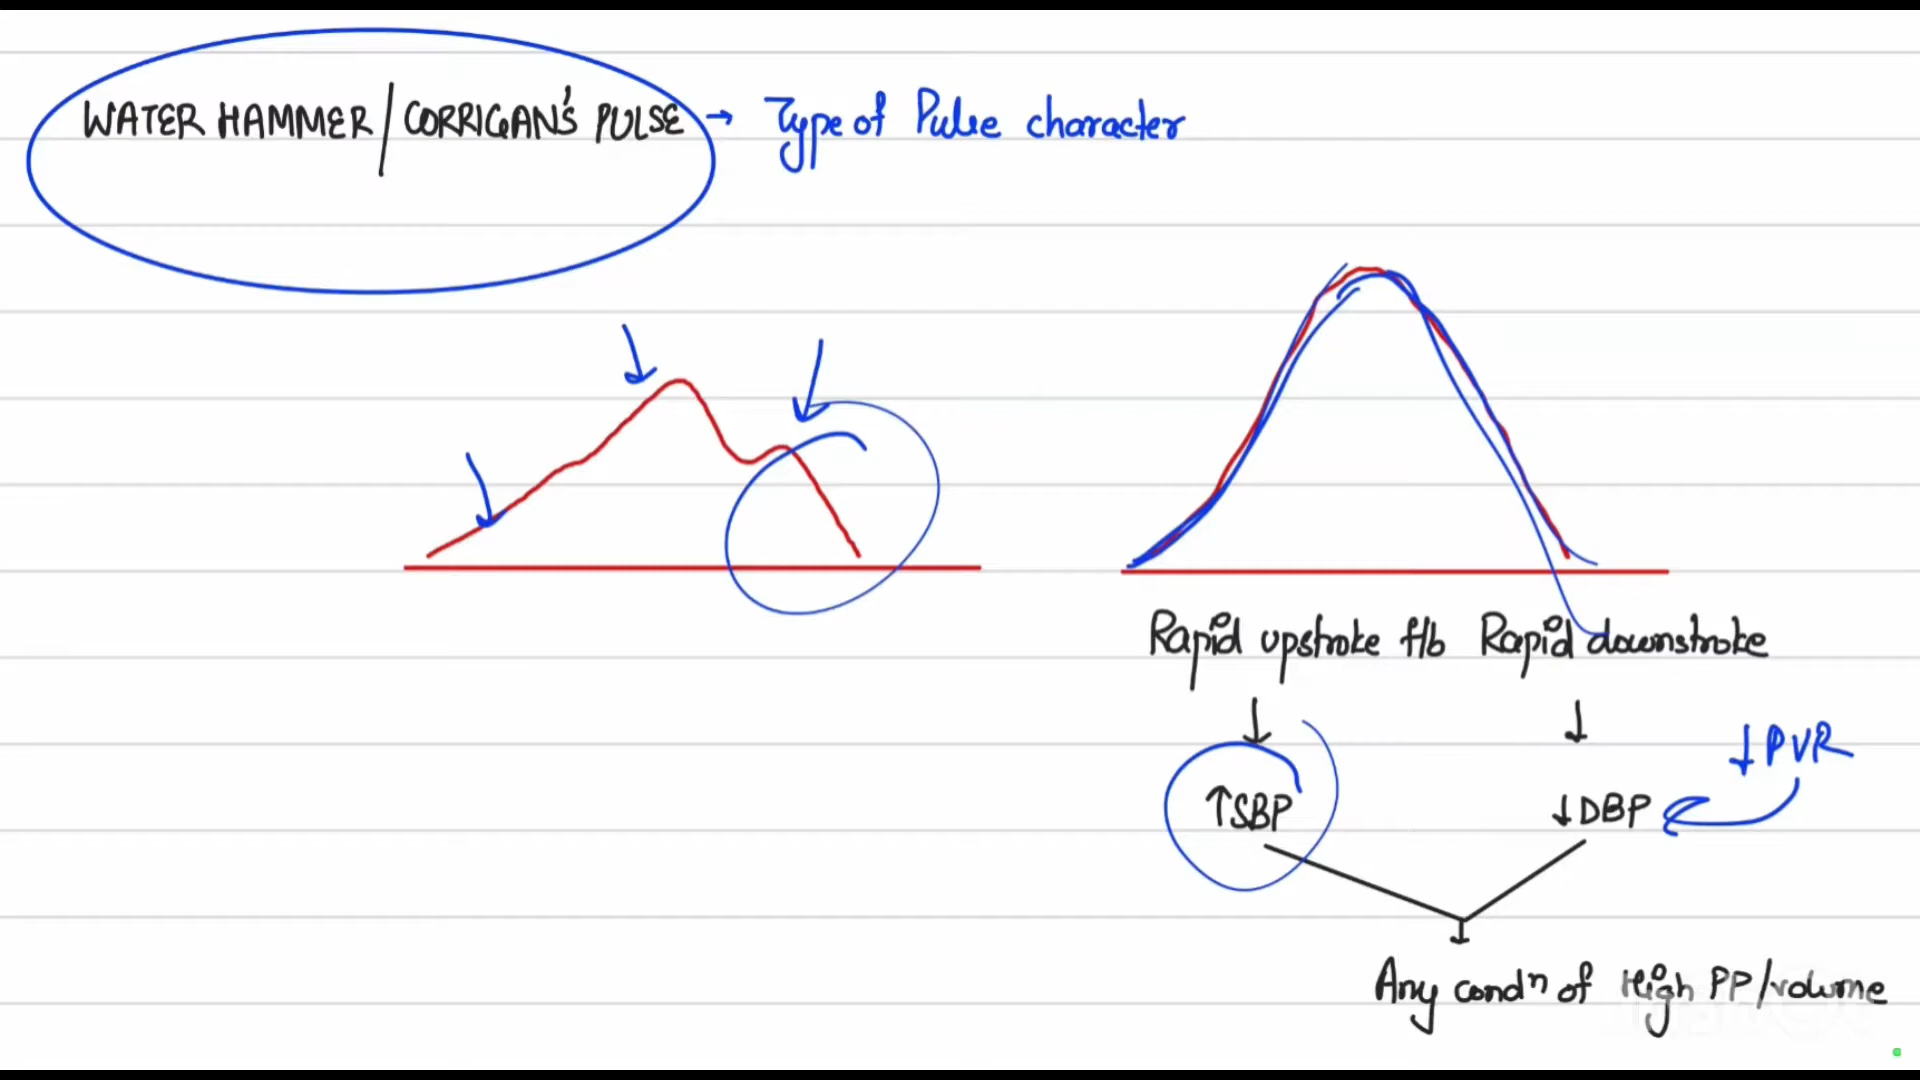 WATER HAMMER/CORRIGAN'S PULSE → Type of Pulse character
Rapid upstroke f/b Rapid downstroke
↓ ↓
↓PVR
↑SBP ↓DBP
Any condⁿ of High PP/volume